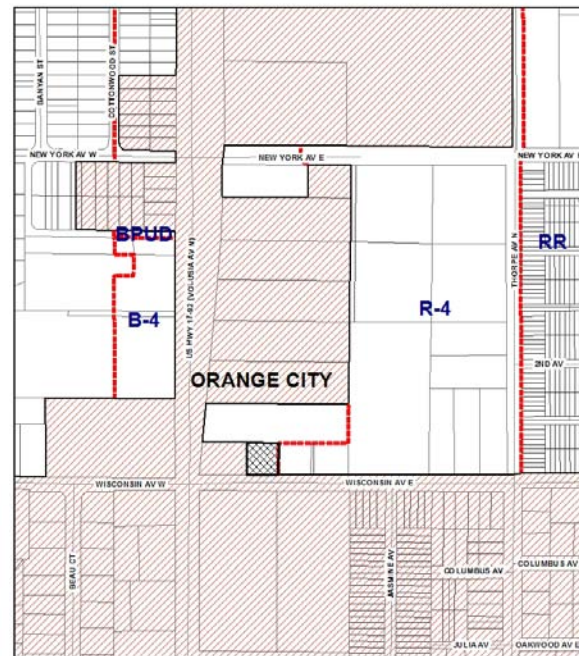 BANYAN ST
COTTONWOOD ST
NEW YORK AV W
NEW YORK AV E
NEW YORK AV
BPUD
RR
US HWY 17-92 (VOLUSIA AV N)
THORPE AV N
B-4
R-4
2ND AV
ORANGE CITY
WISCONSIN AV W
WISCONSIN AV E
BEAU CT
JASMINE AV
COLUMBUS AV
COLUMBUS AV
JULIA AV
OAKWOOD AV E